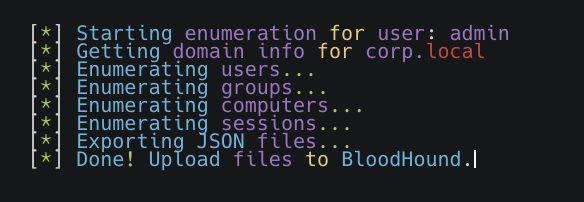 [*] Starting enumeration for user: admin
[*] Getting domain info for corp.local
[*] Enumerating users...
[*] Enumerating groups...
[*] Enumerating computers...
[*] Enumerating sessions...
[*] Exporting JSON files...
[*] Done! Upload files to BloodHound.